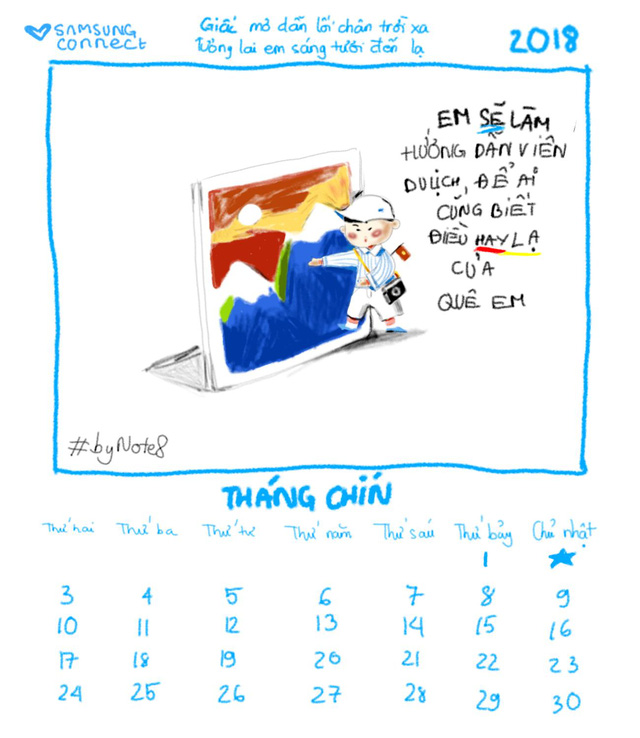 SAMSUNG
connect
Giấc mơ dẫn lối chân trời xa
Tương lai em sáng tươi đến lạ
2018
EM SẼ LÀM
HƯỚNG DẪN VIÊN
DU LỊCH, ĐỂ AI
CŨNG BIẾT
ĐIỀU HAY LẠ
CỦA
QUÊ EM
#byNote8
THÁNG CHÍN
Thứ hai Thứ ba Thứ tư Thứ năm Thứ sáu Thứ bảy Chủ nhật
1
3 4 5 6 7 8 9
10 11 12 13 14 15 16
17 18 19 20 21 22 23
24 25 26 27 28 29 30